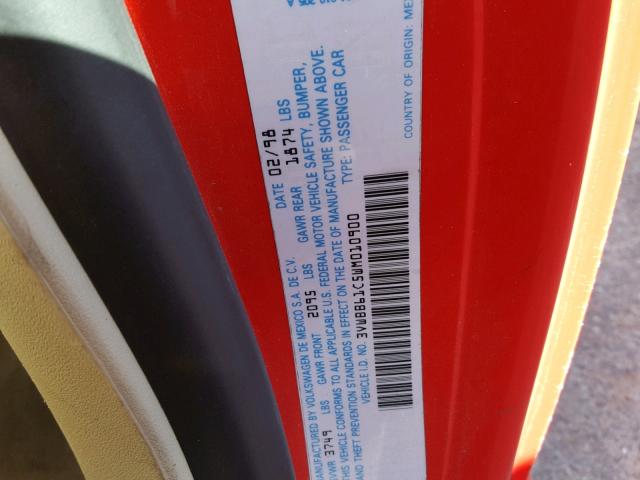 MANUFACTURED BY VOLKSWAGEN DE MEXICO S.A. DE C.V. DATE 02/98
GVWR 3749 LBS GAWR FRONT 2095 LBS GAWR REAR 1874 LBS
THIS VEHICLE CONFORMS TO ALL APPLICABLE U.S. FEDERAL MOTOR VEHICLE SAFETY, BUMPER,
AND THEFT PREVENTION STANDARDS IN EFFECT ON THE DATE OF MANUFACTURE SHOWN ABOVE.
VEHICLE I.D. NO. 3VWBB61C5WM010900 TYPE: PASSENGER CAR
COUNTRY OF ORIGIN: MEX